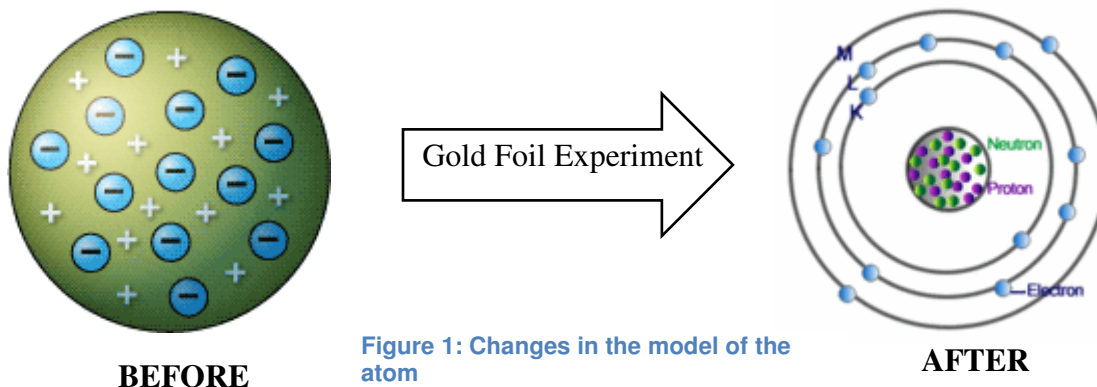 M
L
K
Neutron
Proton
Electron
Gold Foil Experiment
Figure 1: Changes in the model of the
atom
BEFORE
AFTER